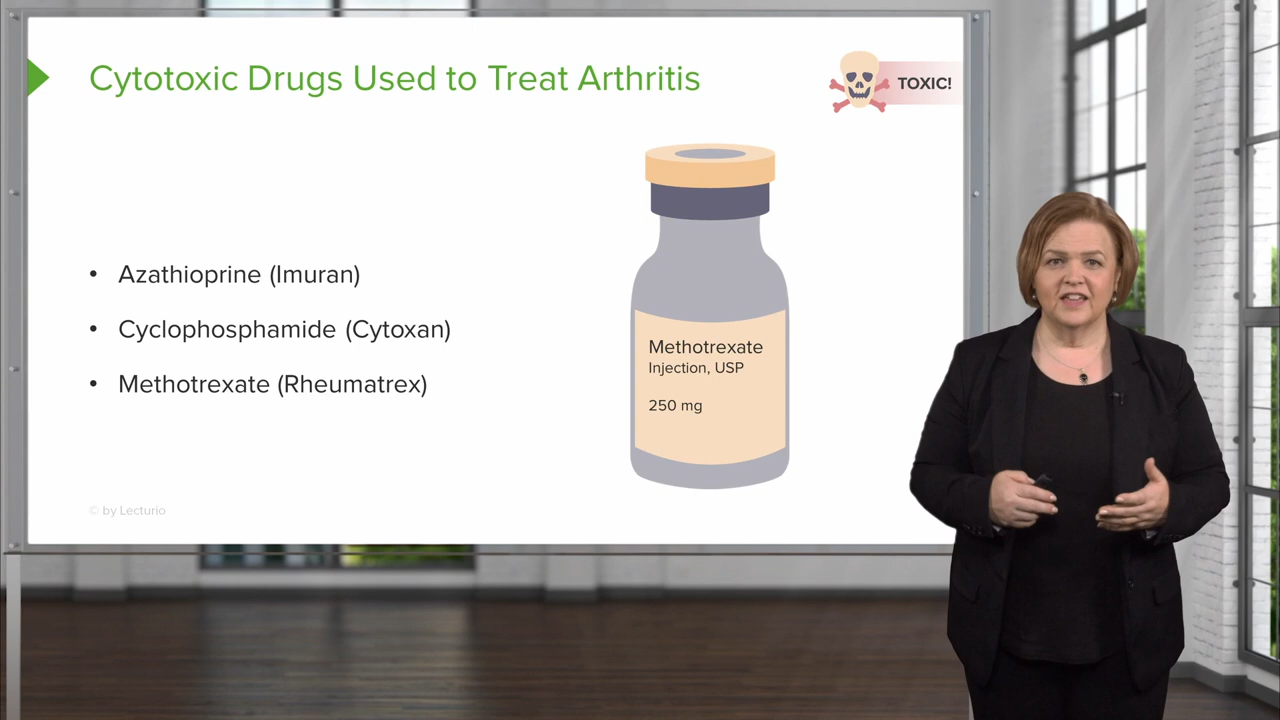 Cytotoxic Drugs Used to Treat Arthritis
TOXIC!
• Azathioprine (Imuran)
• Cyclophosphamide (Cytoxan)
• Methotrexate (Rheumatrex)
Methotrexate
Injection, USP
250 mg
© by Lecturio